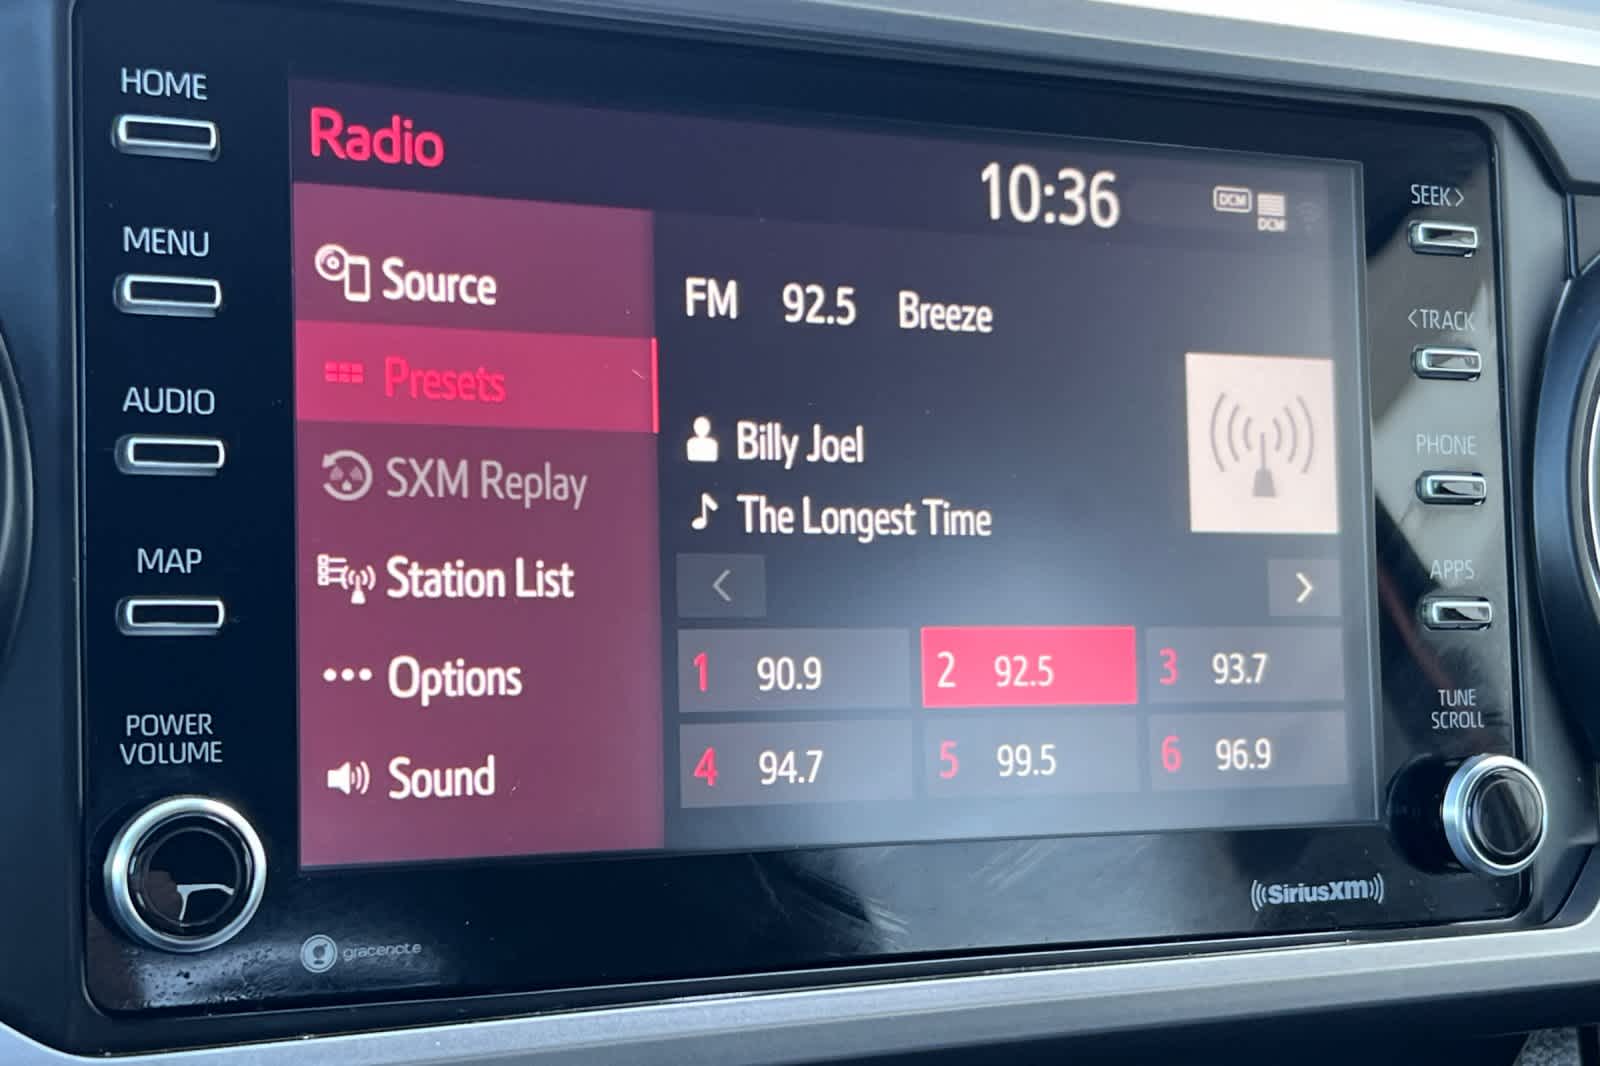 HOME
MENU
AUDIO
MAP
POWER
VOLUME
Radio
10:36
DCM
DCM
Source
Presets
SXM Replay
Station List
Options
Sound
FM 92.5 Breeze
Billy Joel
The Longest Time
< >
1 90.9
2 92.5
3 93.7
4 94.7
5 99.5
6 96.9
SEEK >
< TRACK
PHONE
APPS
TUNE
SCROLL
gracenote
SiriusXM